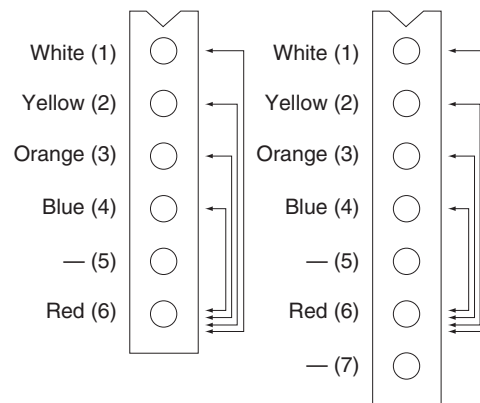 White (1)
Yellow (2)
Orange (3)
Blue (4)
— (5)
Red (6)
White (1)
Yellow (2)
Orange (3)
Blue (4)
— (5)
Red (6)
— (7)